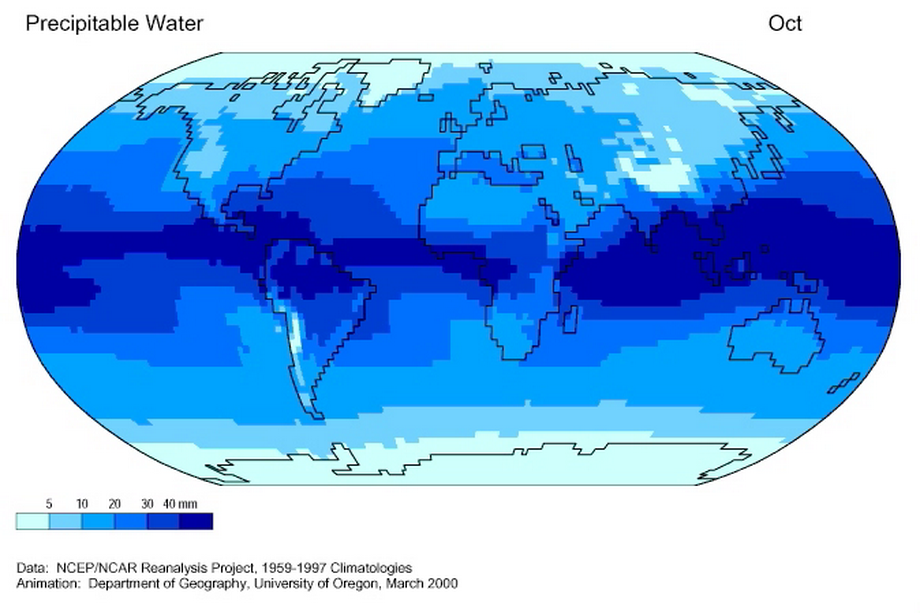 Precipitable Water
Oct
5 10 20 30 40 mm
Data: NCEP/NCAR Reanalysis Project, 1959-1997 Climatologies
Animation: Department of Geography, University of Oregon, March 2000